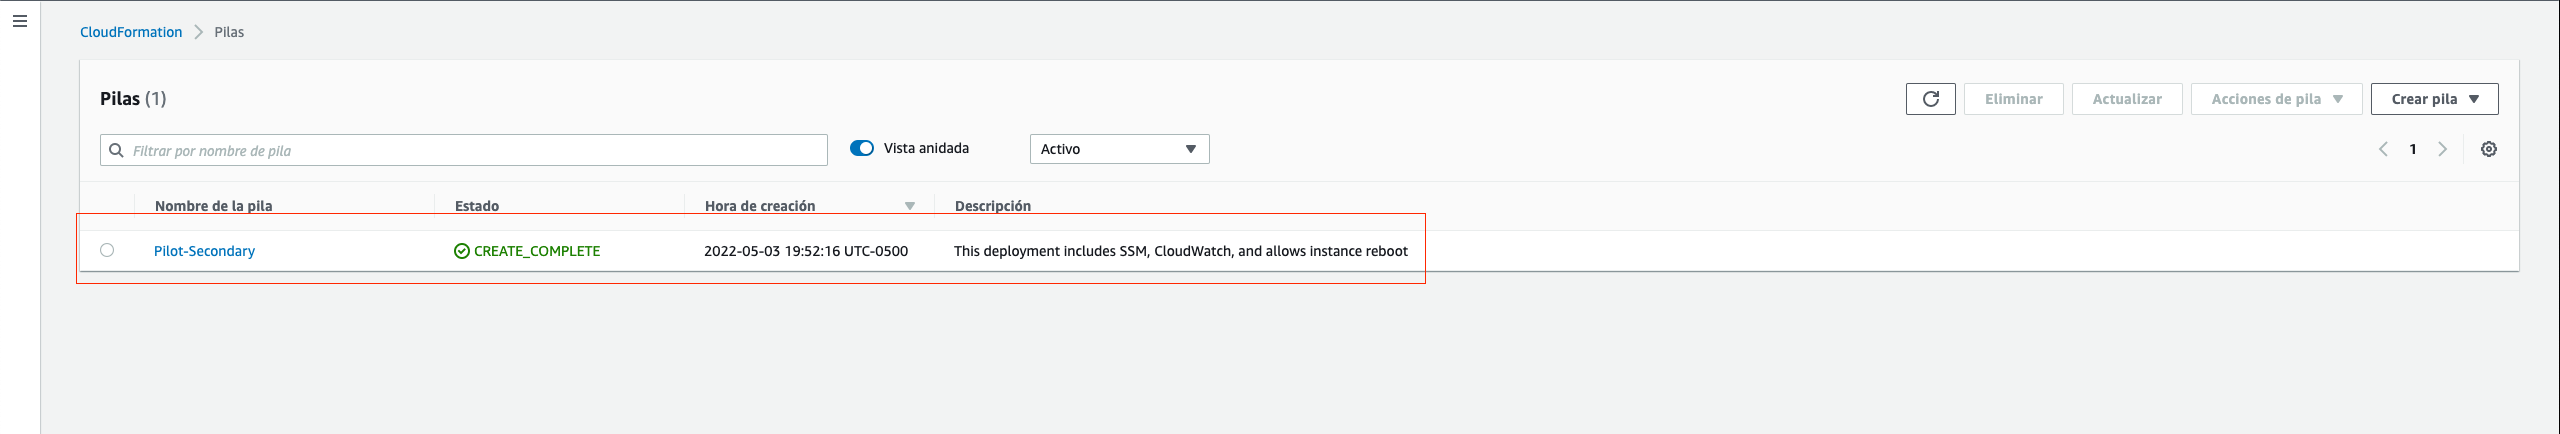 CloudFormation > Pilas
Pilas (1)
Eliminar
Actualizar
Acciones de pila
Crear pila
Filtrar por nombre de pila
Vista anidada
Activo
1
Nombre de la pila
Estado
Hora de creación
Descripción
Pilot-Secondary
CREATE_COMPLETE
2022-05-03 19:52:16 UTC-0500
This deployment includes SSM, CloudWatch, and allows instance reboot